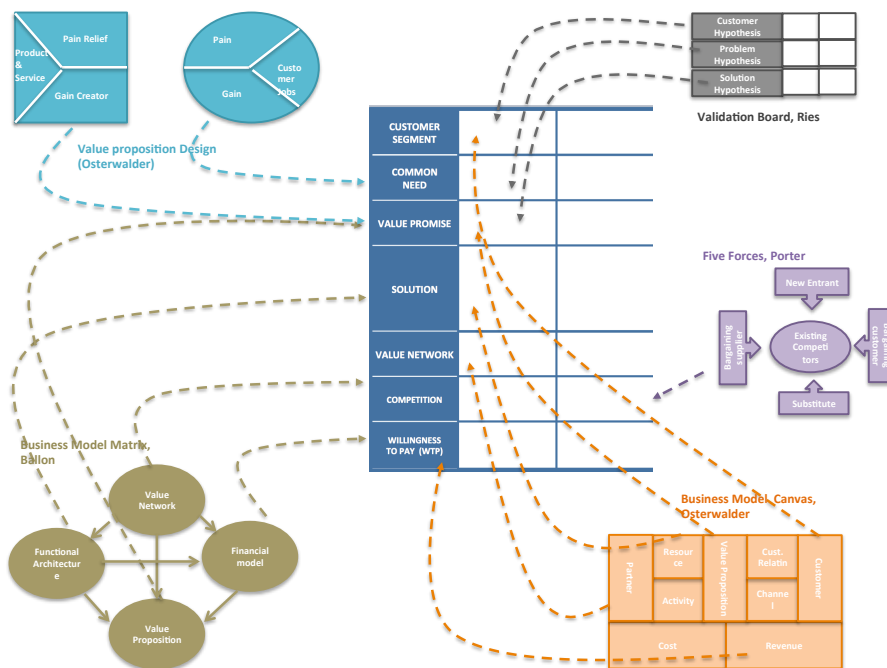 Pain Relief
Product
&
Service
Gain Creator
Pain
Gain
Custo
mer
Jobs
Value proposition Design
(Osterwalder)
Customer
Hypothesis
Problem
Hypothesis
Solution
Hypothesis
Validation Board, Ries
CUSTOMER
SEGMENT
COMMON
NEED
VALUE PROMISE
SOLUTION
VALUE NETWORK
COMPETITION
WILLINGNESS
TO PAY (WTP)
Five Forces, Porter
New Entrant
Bargaining
supplier
Existing
Competi
tors
Bargaining
customer
Substitute
Business Model Matrix,
Ballon
Value
Network
Functional
Architectur
e
Financial
model
Value
Proposition
Business Model Canvas,
Osterwalder
Partner
Resour
ce
Activity
Value Proposition
Cust.
Relatin
Channe
l
Customer
Cost
Revenue